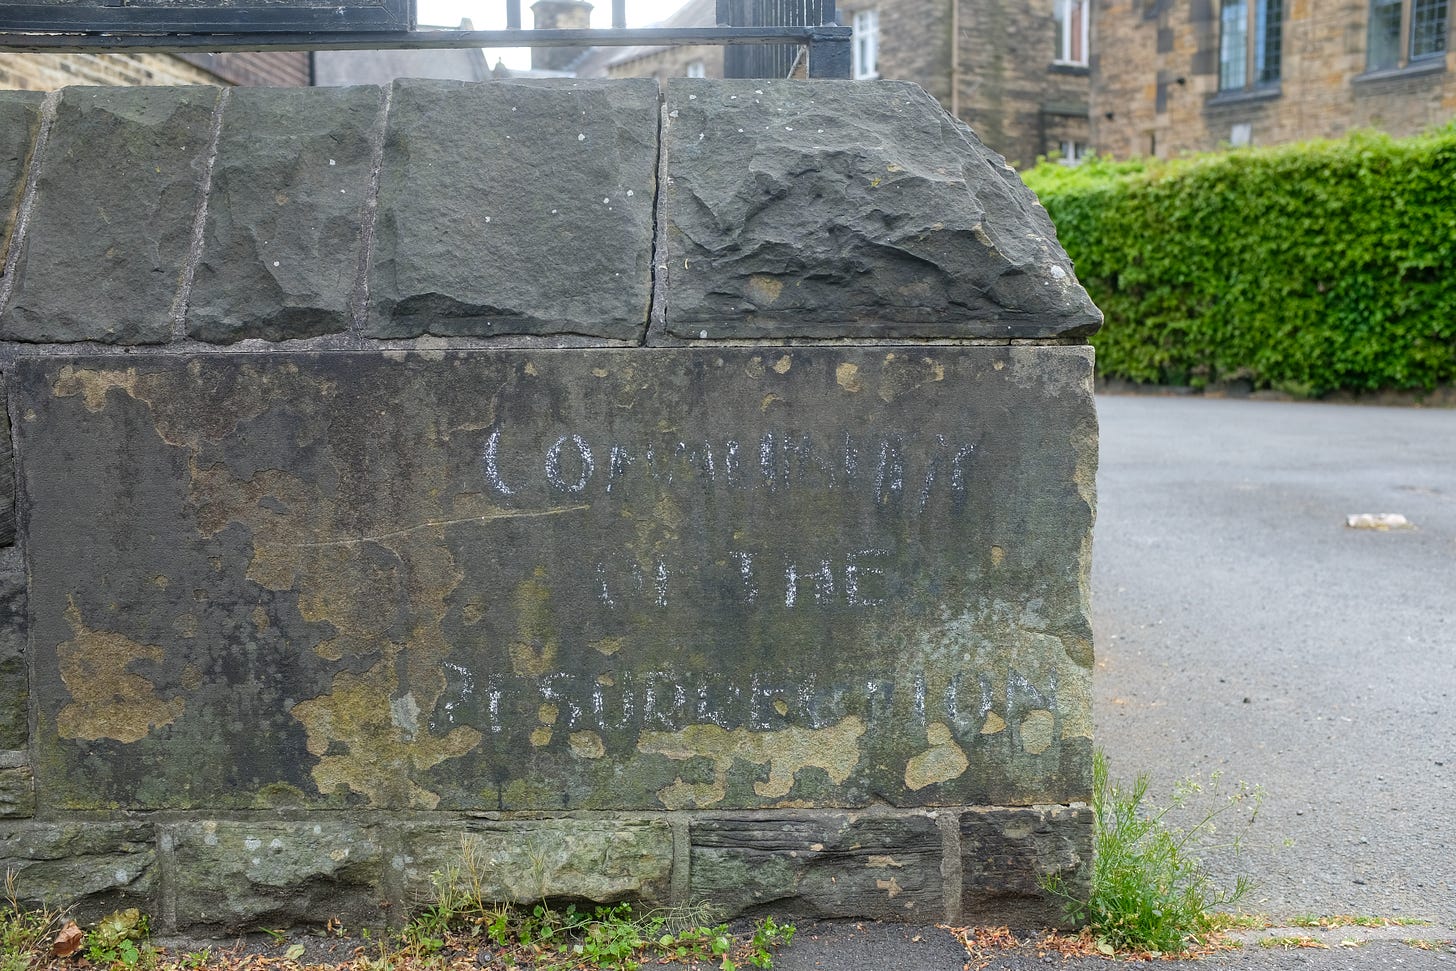 COMMUNITY
OF THE
RESURRECTION